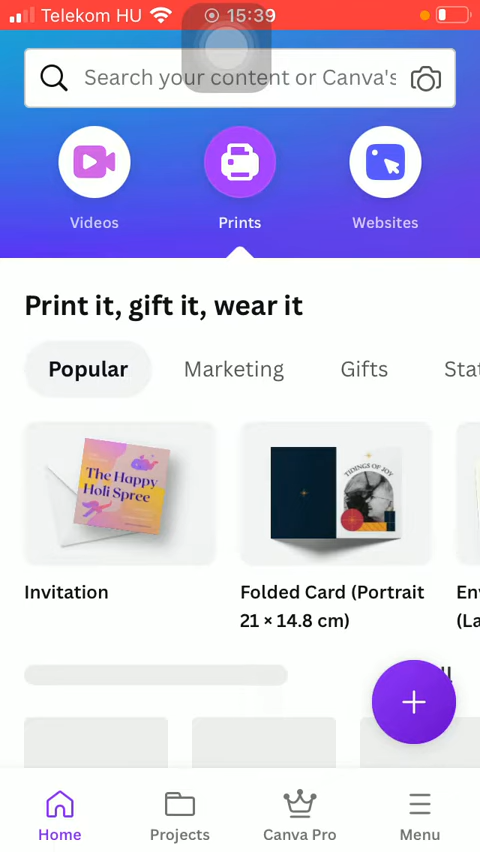 Telekom HU 15:39
Search your content or Canva's
Videos
Prints
Websites
Print it, gift it, wear it
Popular
Marketing
Gifts
Stat
The Happy
Holi Spree
TIDINGS OF JOY
Invitation
Folded Card (Portrait
21 × 14.8 cm)
En
(La
Home
Projects
Canva Pro
Menu